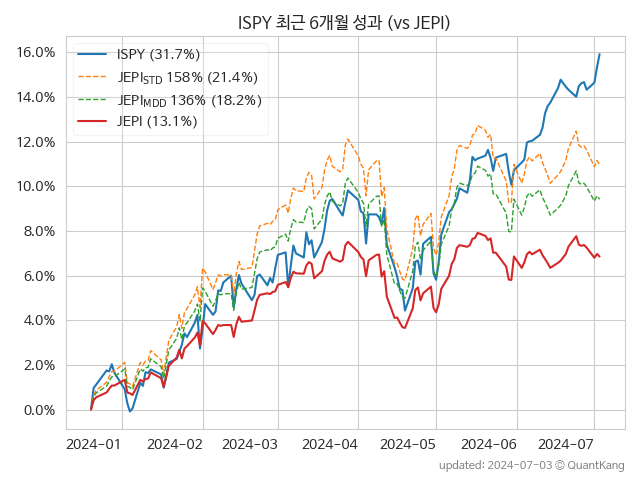 ISPY 최근 6개월 성과 (vs JEPI)
ISPY (31.7%)
JEPI_STD 158% (21.4%)
JEPI_MDD 136% (18.2%)
JEPI (13.1%)
16.0%
14.0%
12.0%
10.0%
8.0%
6.0%
4.0%
2.0%
0.0%
2024-01 2024-02 2024-03 2024-04 2024-05 2024-06 2024-07
updated: 2024-07-03 ⓒ QuantKang